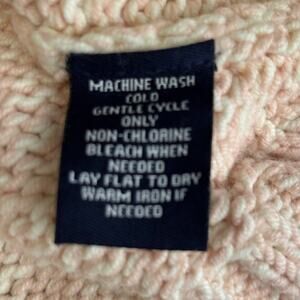 MACHINE WASH
COLD
GENTLE CYCLE
ONLY
NON-CHLORINE
BLEACH WHEN
NEEDED
LAY FLAT TO DRY
WARM IRON IF
NEEDED